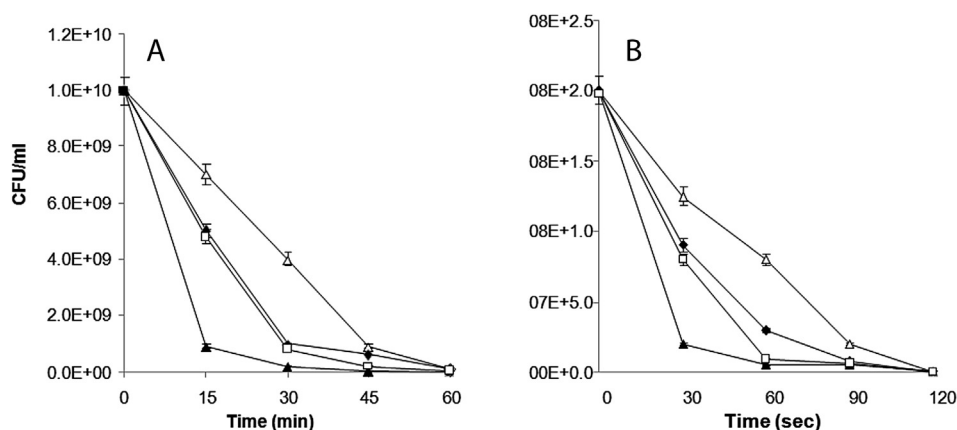 A
1.2E+10
1.0E+10
8.0E+09
6.0E+09
4.0E+09
2.0E+09
0.0E+00
CFU/ml
0 15 30 45 60
Time (min)
B
08E+2.5
08E+2.0
08E+1.5
08E+1.0
07E+5.0
00E+0.0
0 30 60 90 120
Time (sec)